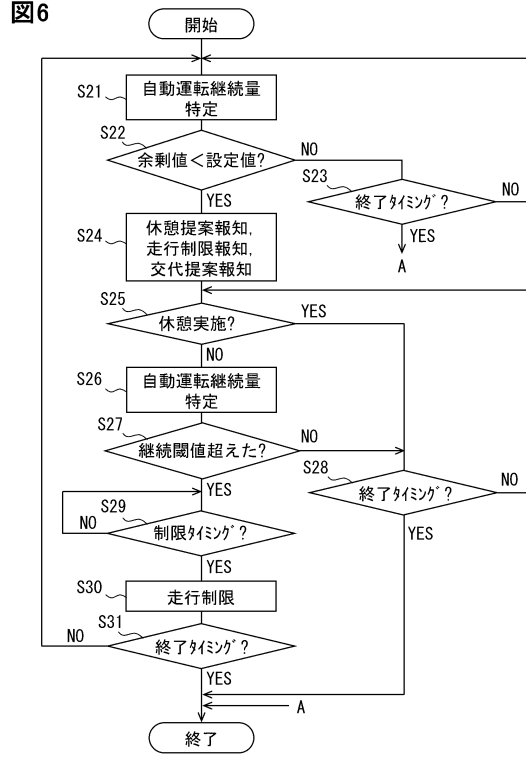 図6
開始
S21
自動運転継続量
特定
S22
余剰値<設定値?
NO
YES
S23
終了ﾀｲﾐﾝｸﾞ?
NO
YES
A
S24
休憩提案報知,
走行制限報知,
交代提案報知
S25
休憩実施?
YES
NO
S26
自動運転継続量
特定
S27
継続閾値超えた?
NO
YES
S28
終了ﾀｲﾐﾝｸﾞ?
NO
YES
S29
制限ﾀｲﾐﾝｸﾞ?
NO
YES
S30
走行制限
S31
終了ﾀｲﾐﾝｸﾞ?
NO
YES
A
終了